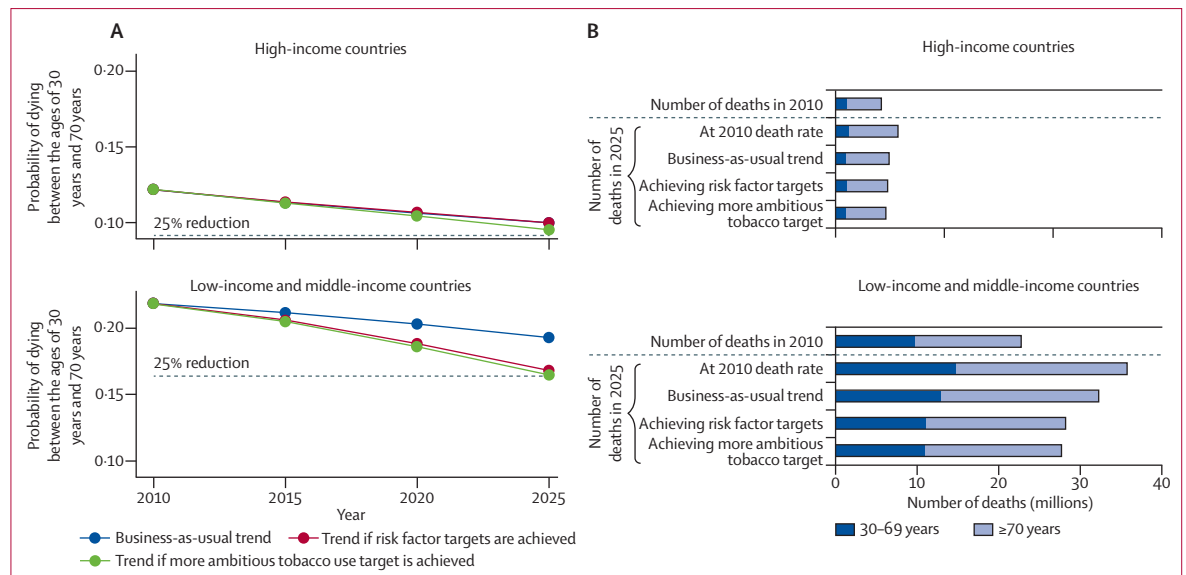 A
High-income countries
Probability of dying
between the ages of 30
years and 70 years
0·20
0·15
0·10
25% reduction
Low-income and middle-income countries
Probability of dying
between the ages of 30
years and 70 years
0·20
0·15
0·10
25% reduction
2010 2015 2020 2025
Year
Business-as-usual trend Trend if risk factor targets are achieved
Trend if more ambitious tobacco use target is achieved
B
High-income countries
Number of deaths in 2010
Number of
deaths in 2025
At 2010 death rate
Business-as-usual trend
Achieving risk factor targets
Achieving more ambitious
tobacco target
Low-income and middle-income countries
Number of deaths in 2010
Number of
deaths in 2025
At 2010 death rate
Business-as-usual trend
Achieving risk factor targets
Achieving more ambitious
tobacco target
0 10 20 30 40
Number of deaths (millions)
30–69 years ≥70 years